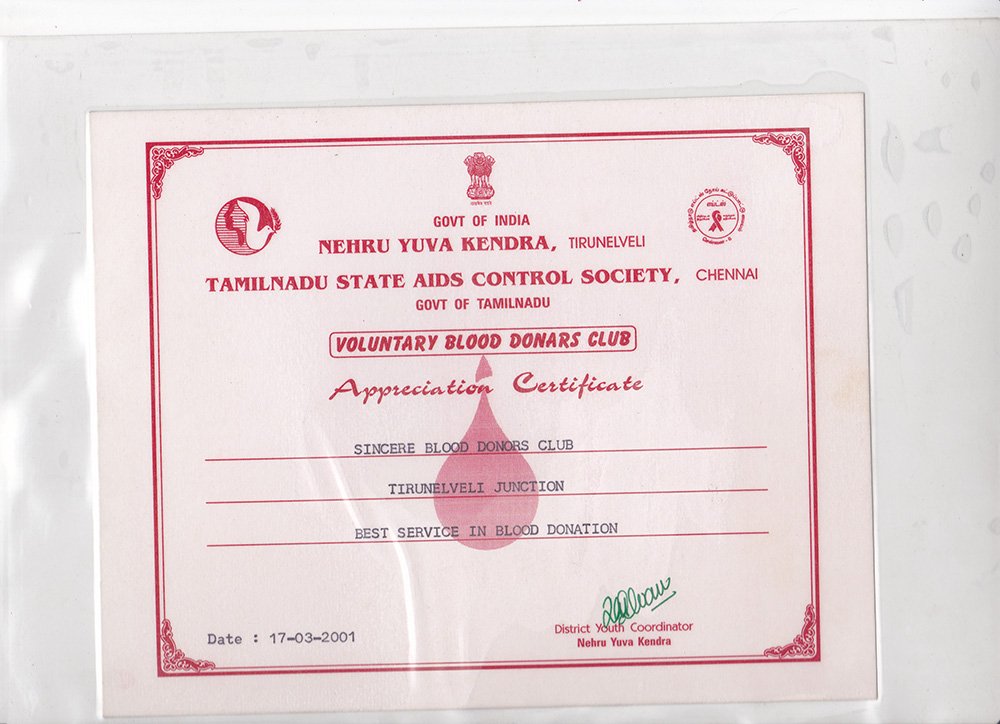 GOVT OF INDIA
NEHRU YUVA KENDRA, TIRUNELVELI
TAMILNADU STATE AIDS CONTROL SOCIETY, CHENNAI
GOVT OF TAMILNADU
VOLUNTARY BLOOD DONARS CLUB
Appreciation Certificate
SINCERE BLOOD DONORS CLUB
TIRUNELVELI JUNCTION
BEST SERVICE IN BLOOD DONATION
Date : 17-03-2001
District Youth Coordinator
Nehru Yuva Kendra